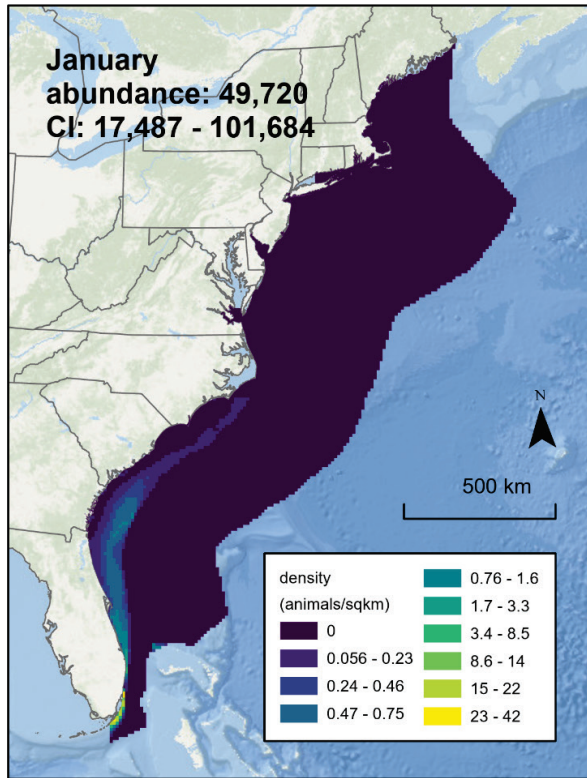 January
abundance: 49,720
CI: 17,487 - 101,684
N
500 km
density
(animals/sqkm)
0
0.056 - 0.23
0.24 - 0.46
0.47 - 0.75
0.76 - 1.6
1.7 - 3.3
3.4 - 8.5
8.6 - 14
15 - 22
23 - 42